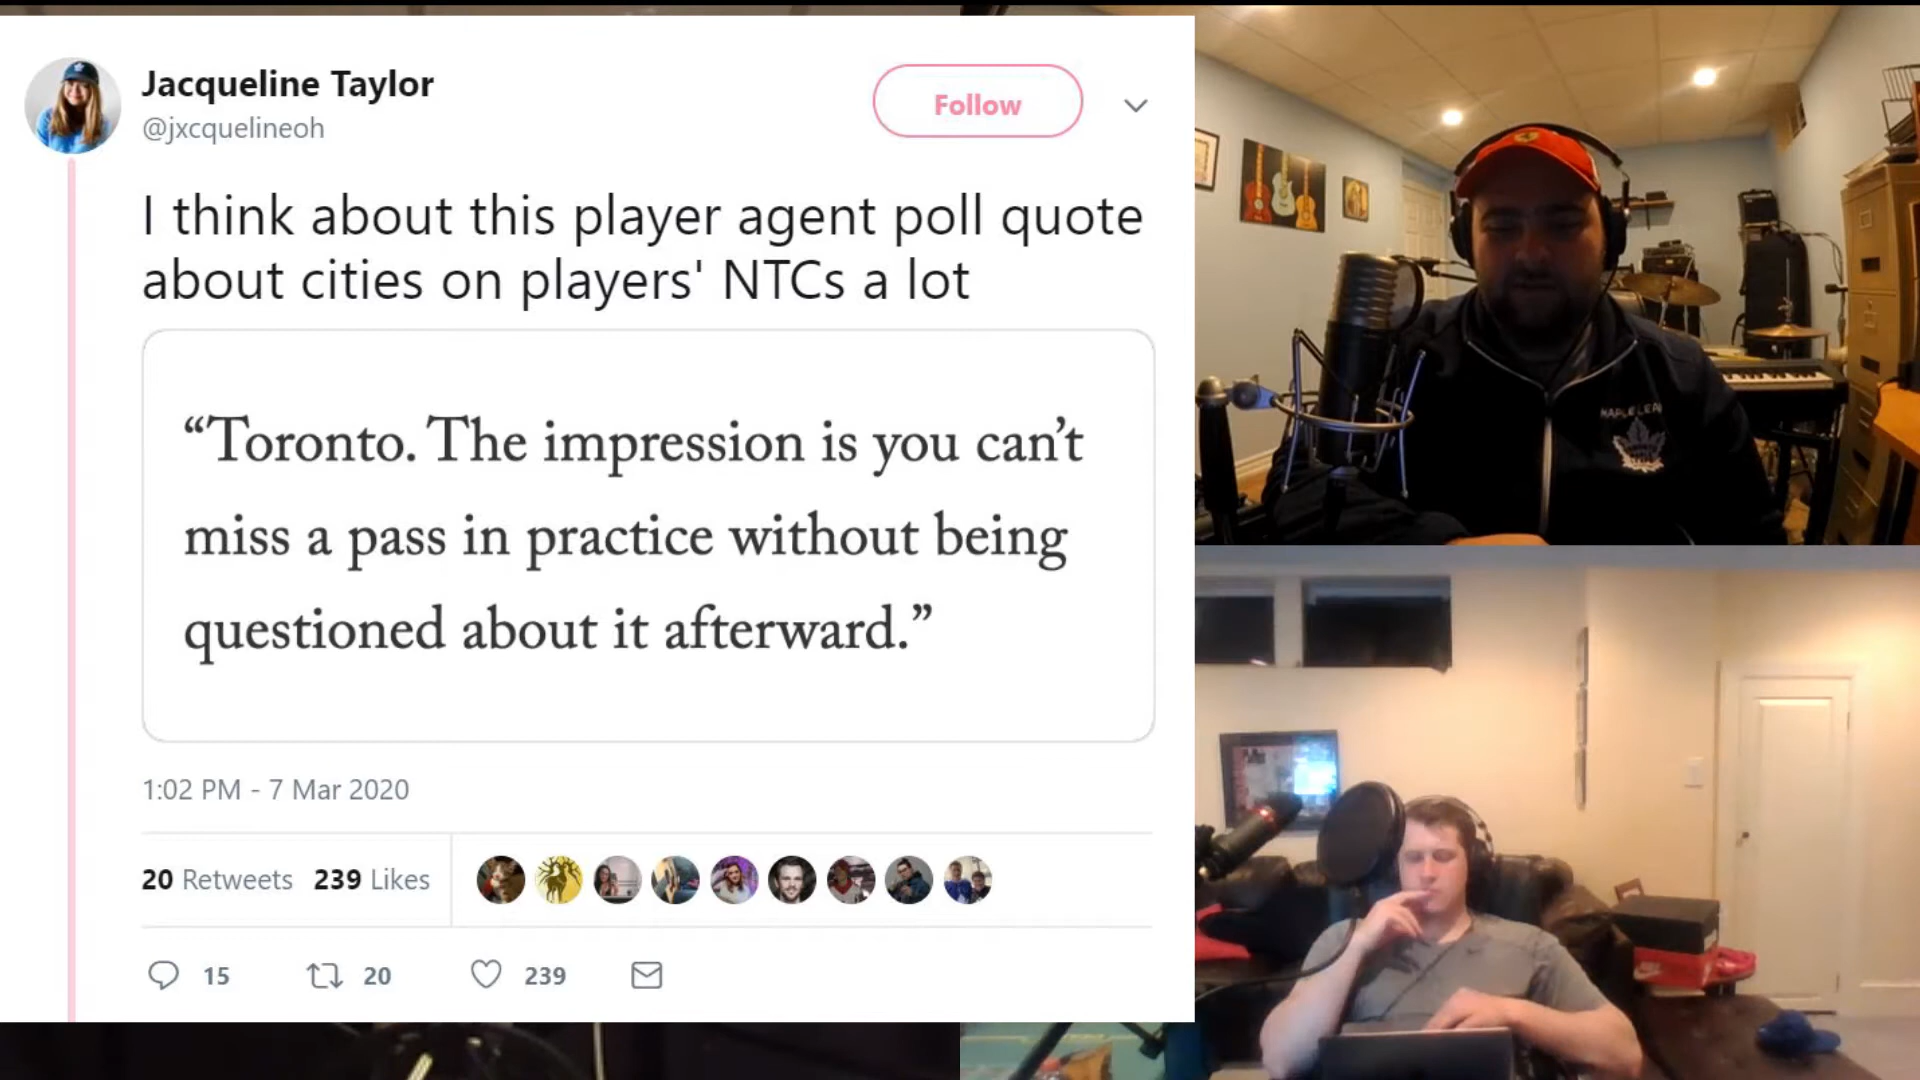 Jacqueline Taylor
@jxcquelineoh
Follow
I think about this player agent poll quote
about cities on players' NTCs a lot
“Toronto. The impression is you can’t
miss a pass in practice without being
questioned about it afterward.”
1:02 PM - 7 Mar 2020
20 Retweets 239 Likes
15 20 239